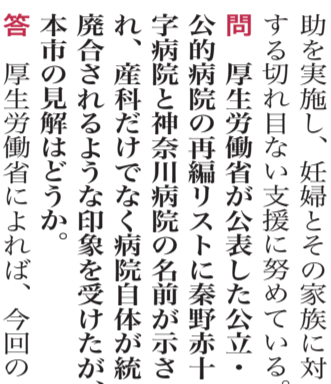 助を実施し、妊婦とその家族に対
する切れ目ない支援に努めている。
問　厚生労働省が公表した公立・
公的病院の再編リストに秦野赤十
字病院と神奈川病院の名前が示さ
れ、産科だけでなく病院自体が統
廃合されるような印象を受けたが、
本市の見解はどうか。
答　厚生労働省によれば、今回の